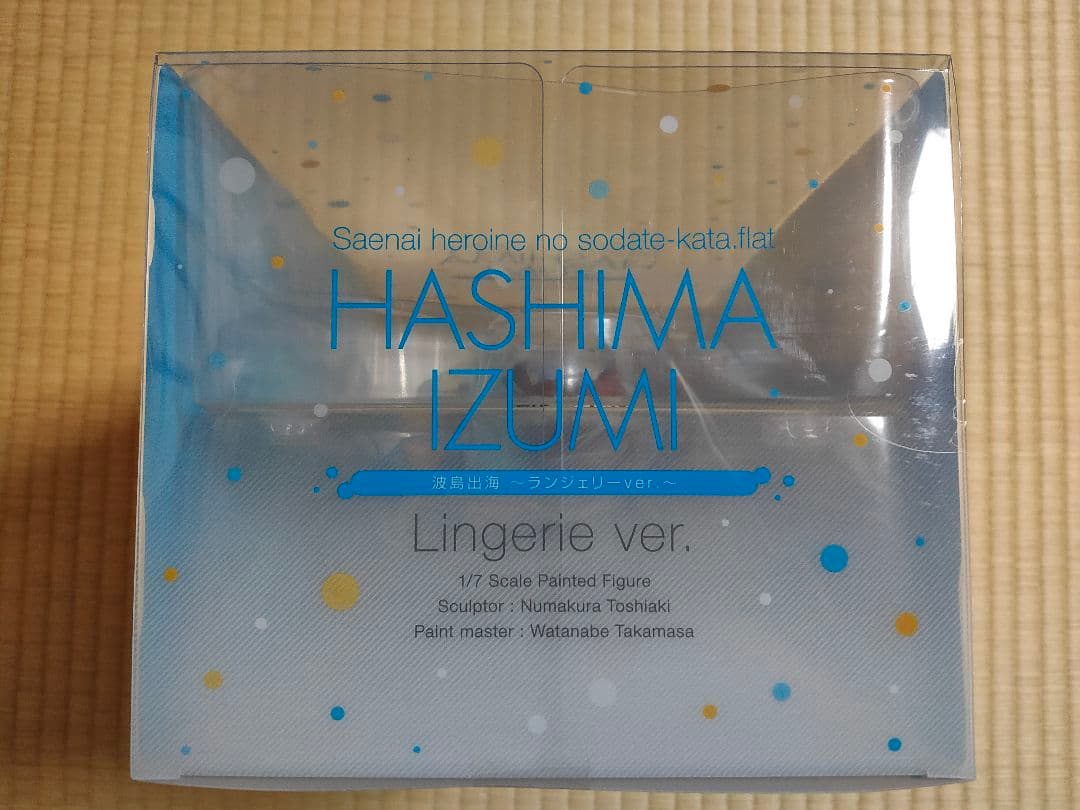 Saenai heroine no sodate-kata.flat
HASHIMA
IZUMI
波島出海 ～ランジェリーver.～
Lingerie ver.
1/7 Scale Painted Figure
Sculptor : Numakura Toshiaki
Paint master : Watanabe Takamasa